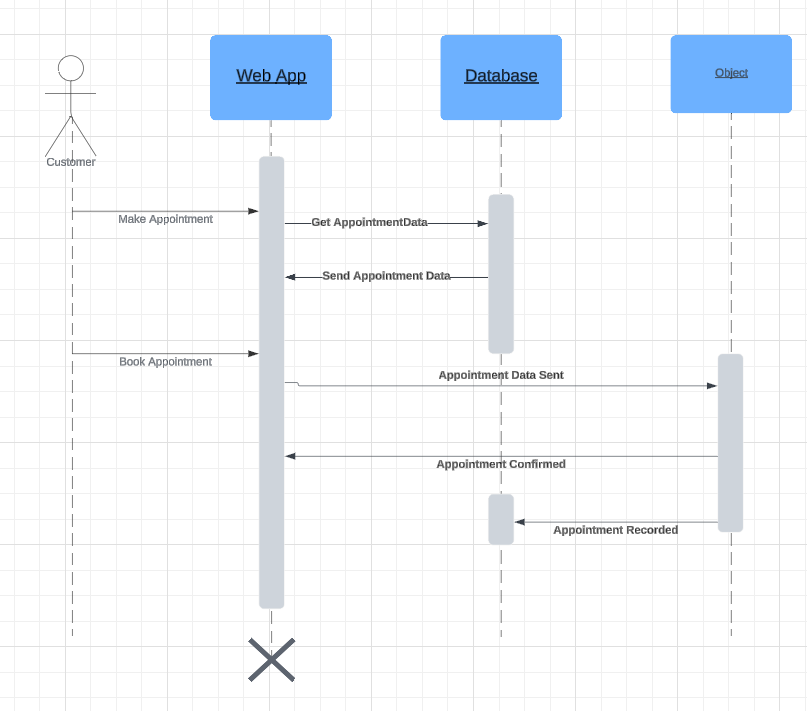 Web App
Database
Object
Customer
Make Appointment
Get AppointmentData
Send Appointment Data
Book Appointment
Appointment Data Sent
Appointment Confirmed
Appointment Recorded